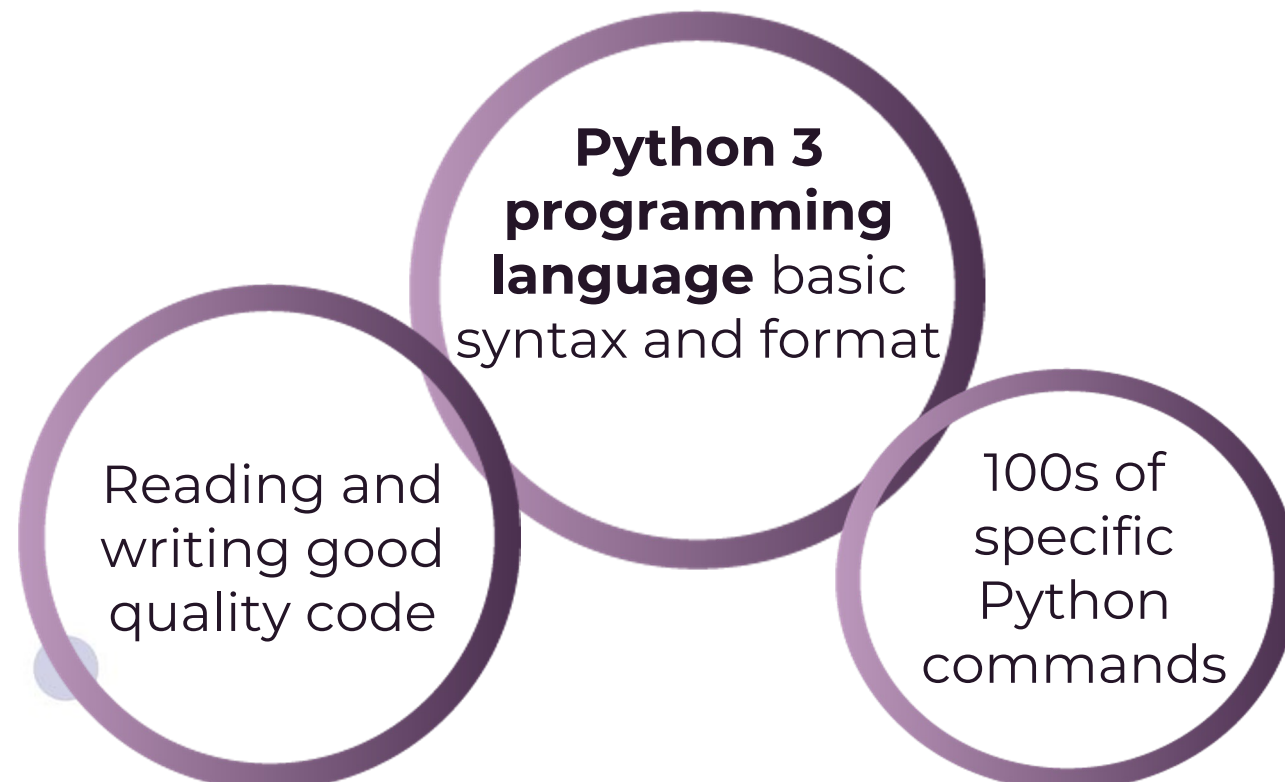 Python 3
programming
language basic
syntax and format
Reading and
writing good
quality code
100s of
specific
Python
commands